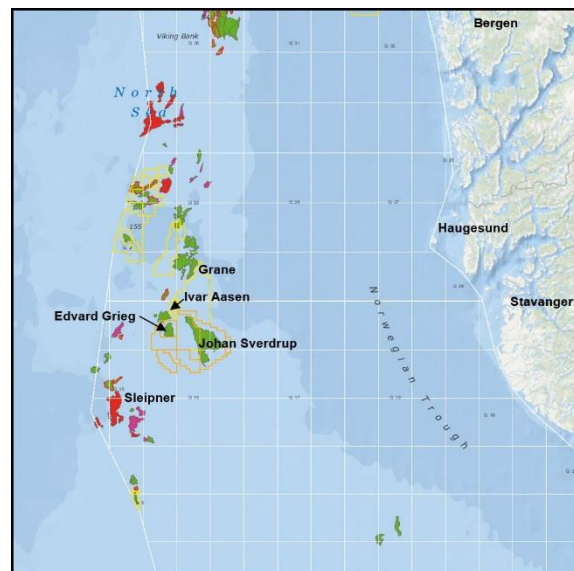 Bergen
Viking Bank
North
Sea
Haugesund
Grane
Ivar Aasen
Edvard Grieg
Stavanger
Johan Sverdrup
Norwegian Trough
Sleipner